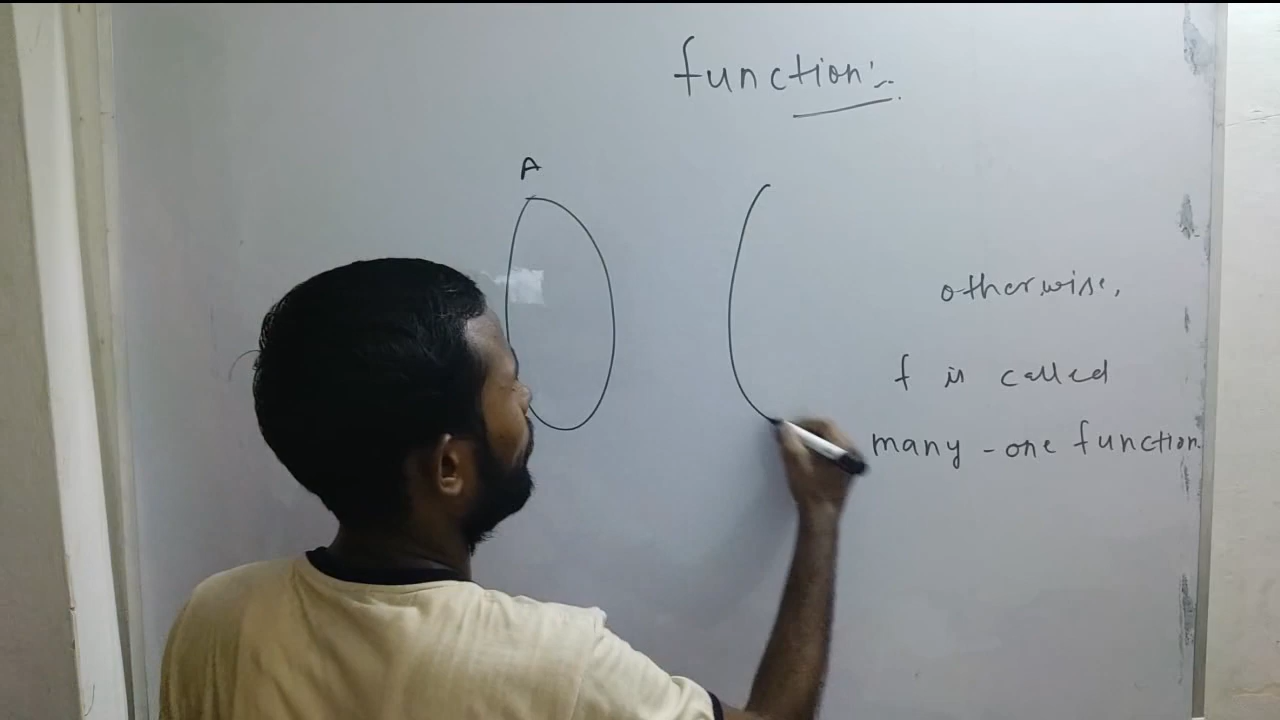 function:-
A
otherwise,
f is called
many-one function.